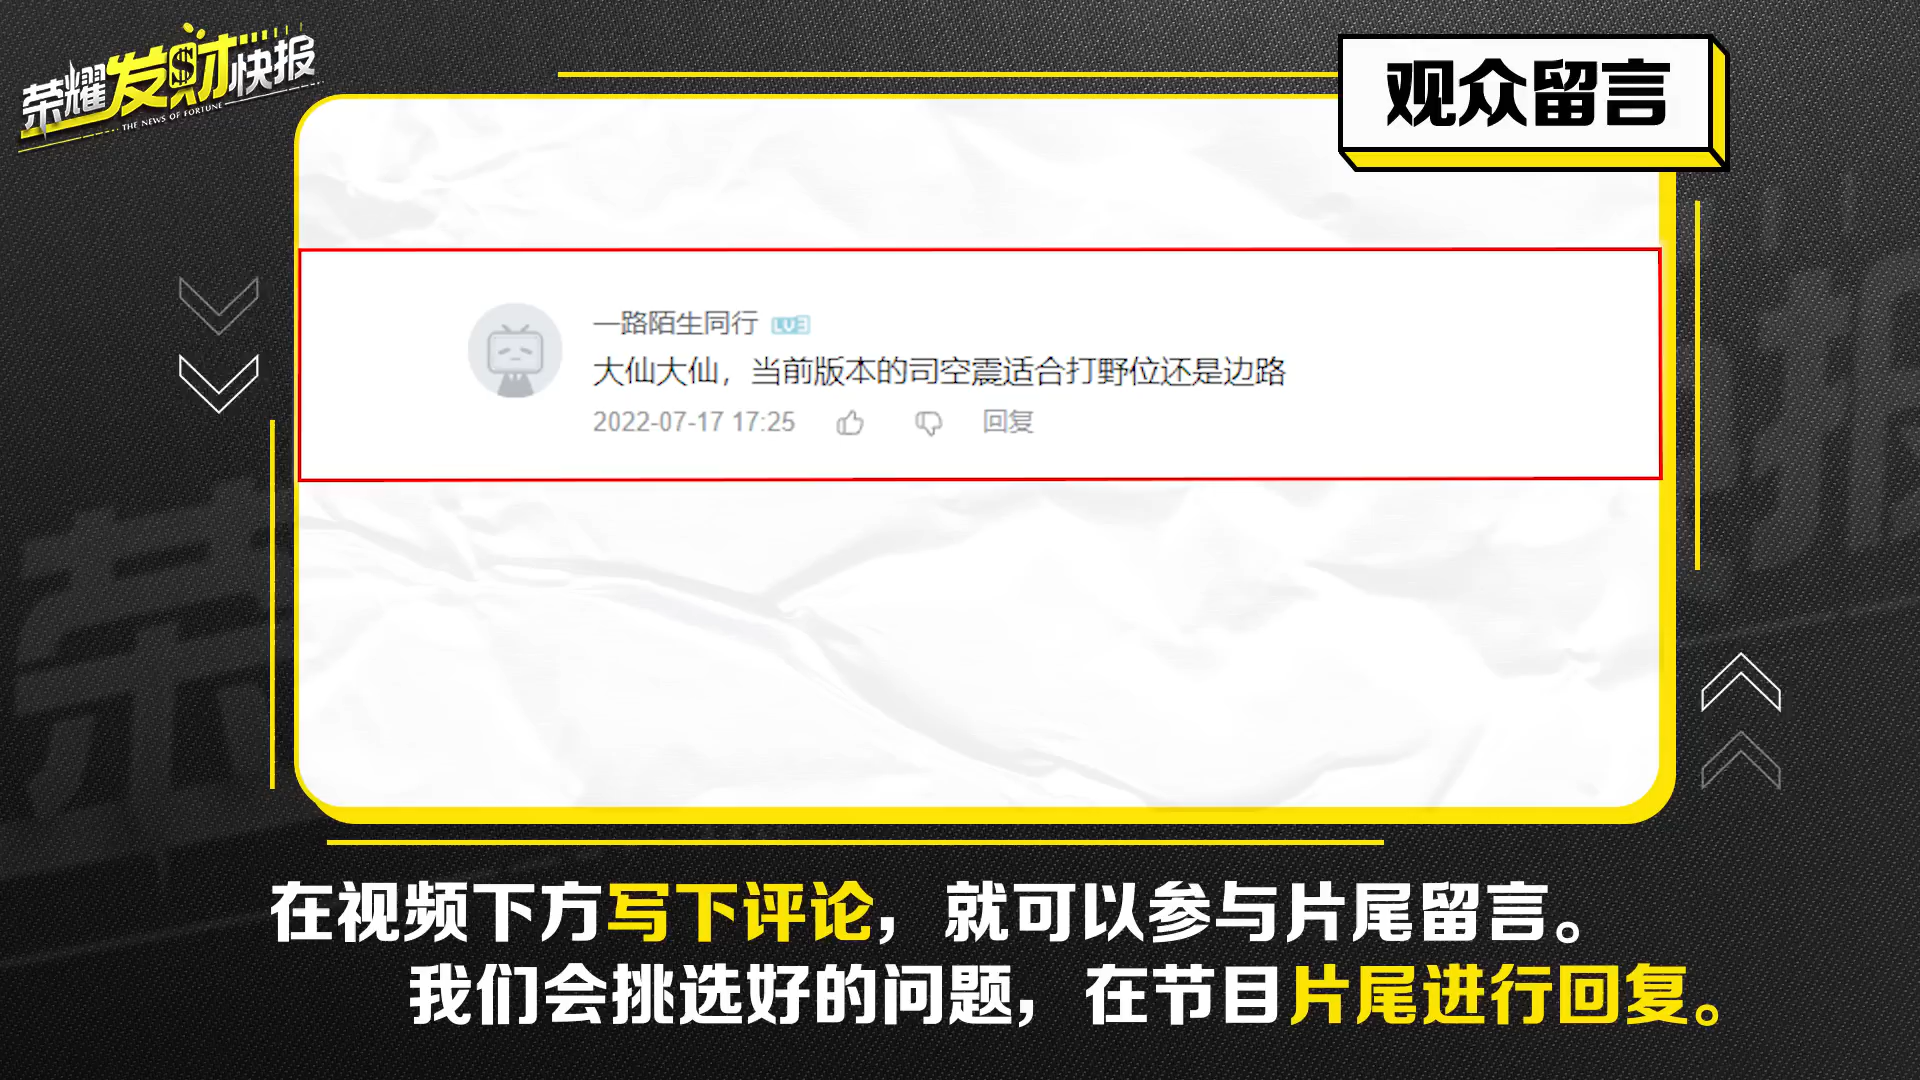 荣耀发财快报
THE NEWS OF FORTUNE
观众留言
一路陌生同行 LV3
大仙大仙，当前版本的司空震适合打野位还是边路
2022-07-17 17:25 回复
在视频下方写下评论，就可以参与片尾留言。
我们会挑选好的问题，在节目片尾进行回复。
荣
报